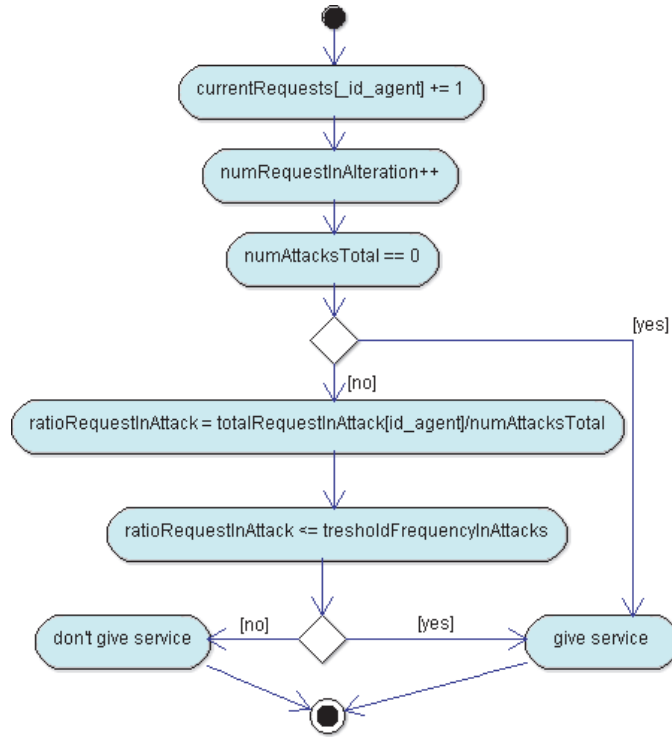 currentRequests[_id_agent] += 1
numRequestInAlteration++
numAttacksTotal == 0
[yes]
[no]
ratioRequestInAttack = totalRequestInAttack[id_agent]/numAttacksTotal
ratioRequestInAttack <= tresholdFrequencyInAttacks
[no]
[yes]
don't give service
give service